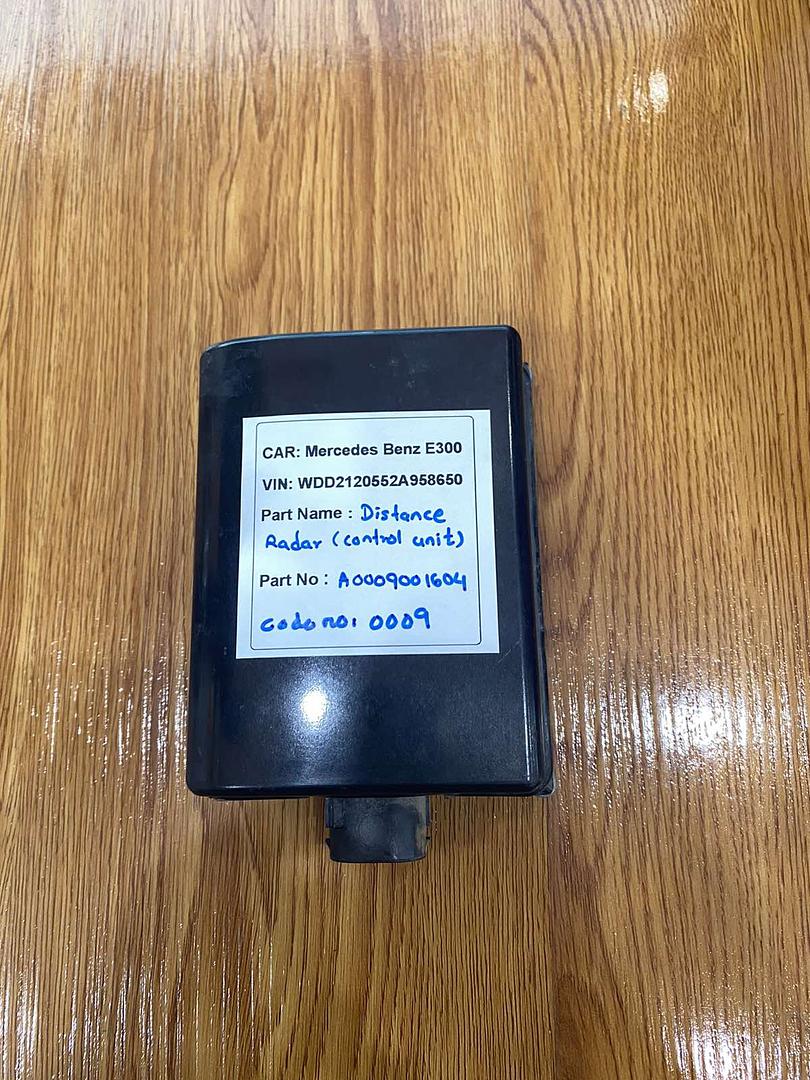 CAR: Mercedes Benz E300
VIN: WDD2120552A958650
Part Name : Distance
Radar (control unit)
Part No : A0009001604
Code no: 0009